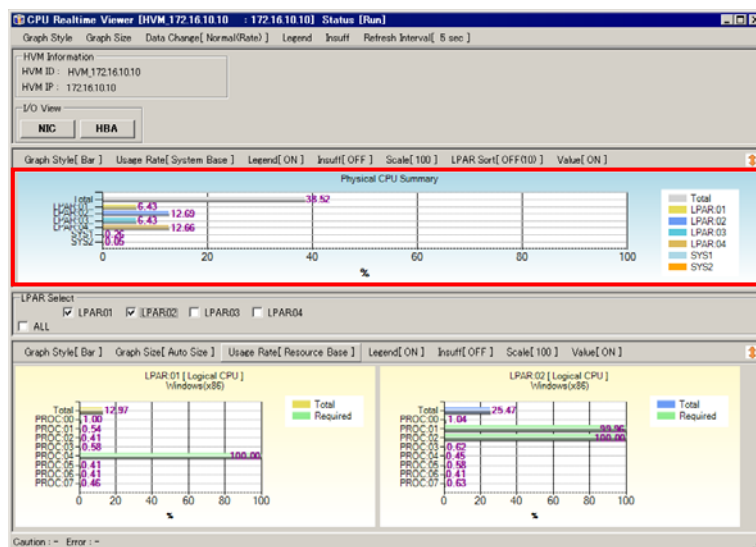 CPU Realtime Viewer [HVM_172.16.10.10 : 172.16.10.10] Status [Run]
Graph Style Graph Size Data Change[ Normal(Rate) ] Legend Insuff Refresh Interval[ 5 sec ]
HVM Information
HVM ID : HVM_172.16.10.10
HVM IP : 172.16.10.10
I/O View
NIC HBA
Graph Style[ Bar ] Usage Rate[ System Base ] Legend[ ON ] Insuff[ OFF ] Scale[ 100 ] LPAR Sort[ OFF(10) ] Value[ ON ]
Physical CPU Summary
Total 38.52
LPAR:01 6.43
LPAR:02 12.69
LPAR:03 6.43
LPAR:04 12.66
SYS1 0.26
SYS2 0.05
0 20 40 60 80 100
%
Total
LPAR:01
LPAR:02
LPAR:03
LPAR:04
SYS1
SYS2
LPAR Select
LPAR01 LPAR02 LPAR03 LPAR04
ALL
Graph Style[ Bar ] Graph Size[ Auto Size ] Usage Rate[ Resource Base ] Legend[ ON ] Insuff[ OFF ] Scale[ 100 ] Value[ ON ]
LPAR:01 [ Logical CPU ]
Windows(x86)
Total 12.97
PROC:00 1.00
PROC:01 0.54
PROC:02 0.41
PROC:03 0.58
PROC:04 100.00
PROC:05 0.41
PROC:06 0.41
PROC:07 0.46
0 20 40 60 80 100
%
Total
Required
LPAR:02 [ Logical CPU ]
Windows(x86)
Total 25.47
PROC:00 1.04
PROC:01 99.96
PROC:02 100.00
PROC:03 0.62
PROC:04 0.45
PROC:05 0.58
PROC:06 0.41
PROC:07 0.63
0 20 40 60 80 100
%
Total
Required
Caution : - Error : -